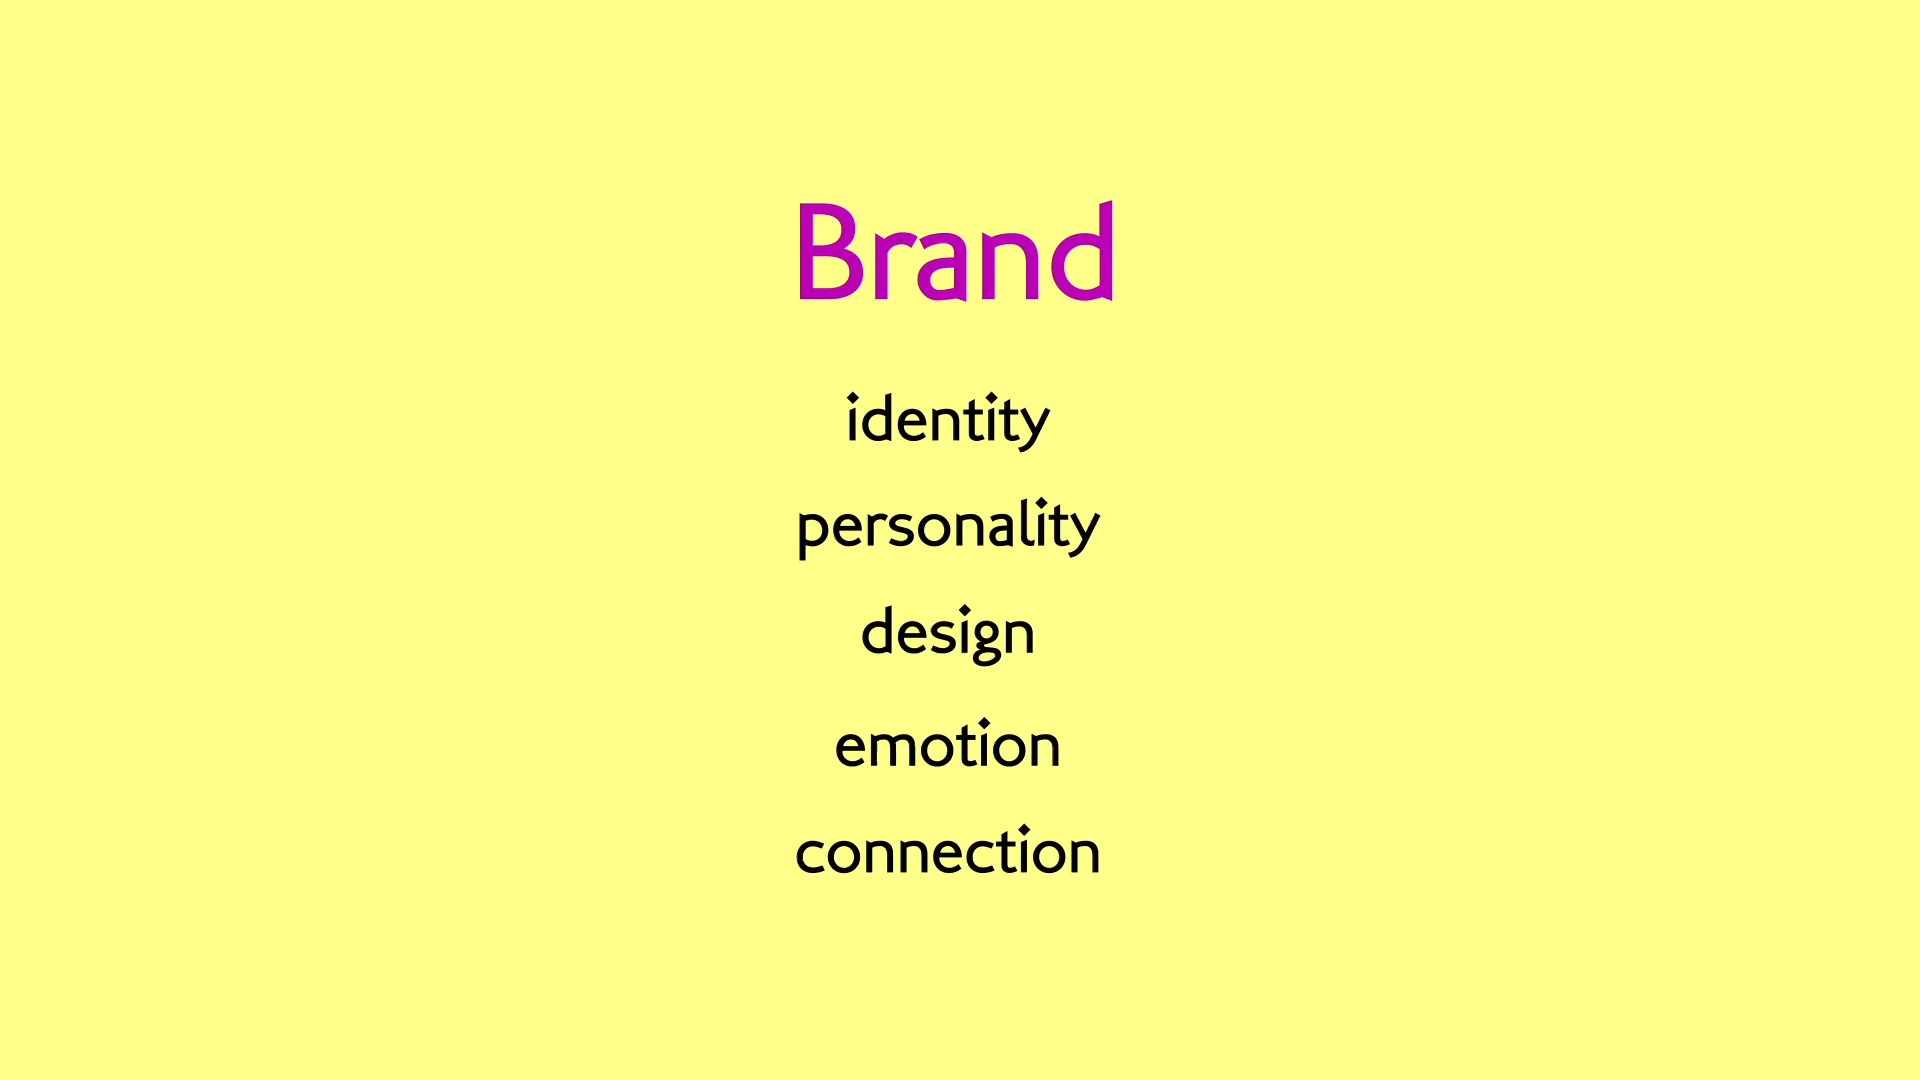 Brand
identity
personality
design
emotion
connection